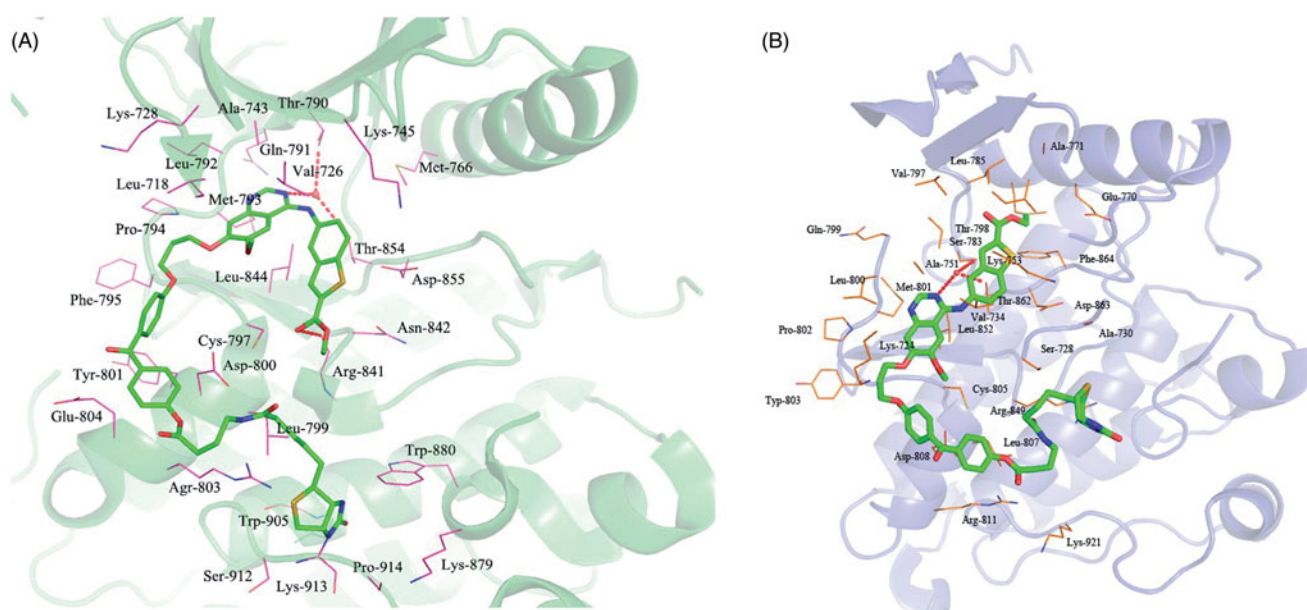 (A)
Lys-728
Ala-743
Thr-790
Lys-745
Leu-792
Gln-791
Val-726
Met-766
Leu-718
Met-793
Pro-794
Thr-854
Leu-844
Asp-855
Phe-795
Asn-842
Cys-797
Asp-800
Tyr-801
Arg-841
Glu-804
Leu-799
Trp-880
Agr-803
Trp-905
Ser-912
Lys-913
Pro-914
Lys-879
(B)
Ala-771
Leu-785
Val-797
Glu-770
Gln-799
Thr-798
Ser-783
Ala-751
Lys-753
Phe-864
Leu-800
Met-801
Thr-862
Asp-863
Val-734
Pro-802
Leu-852
Ala-730
Lys-724
Ser-728
Typ-803
Cys-805
Arg-849
Leu-807
Asp-808
Arg-811
Lys-921